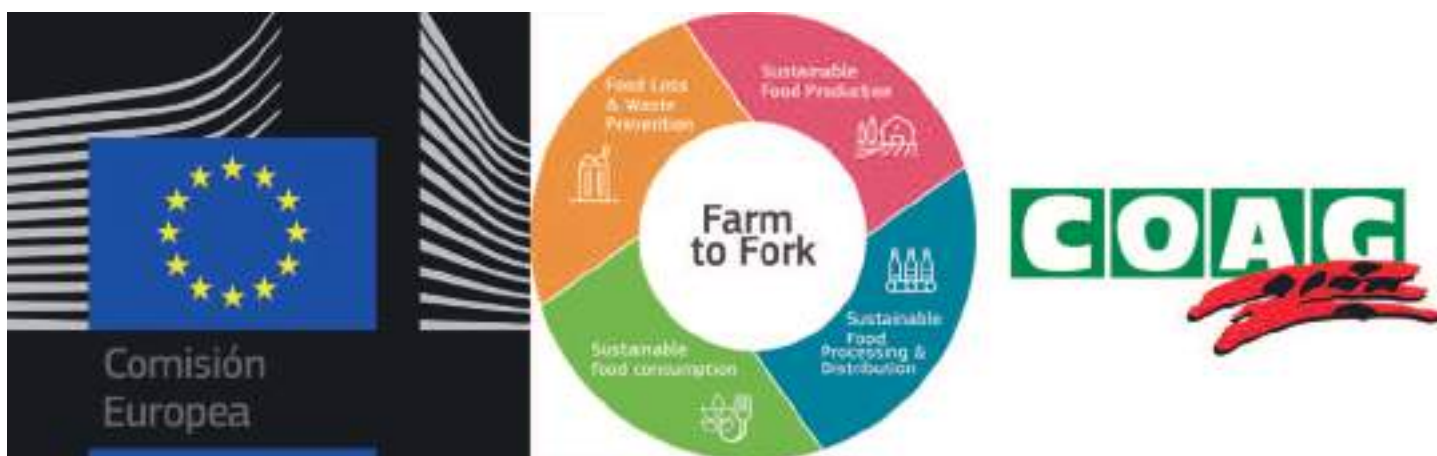 Comisión
Europea
Food Loss
& Waste
Prevention
Sustainable
Food Production
Farm
to Fork
Sustainable
Food
Processing &
Distribution
Sustainable
food consumption
COAG